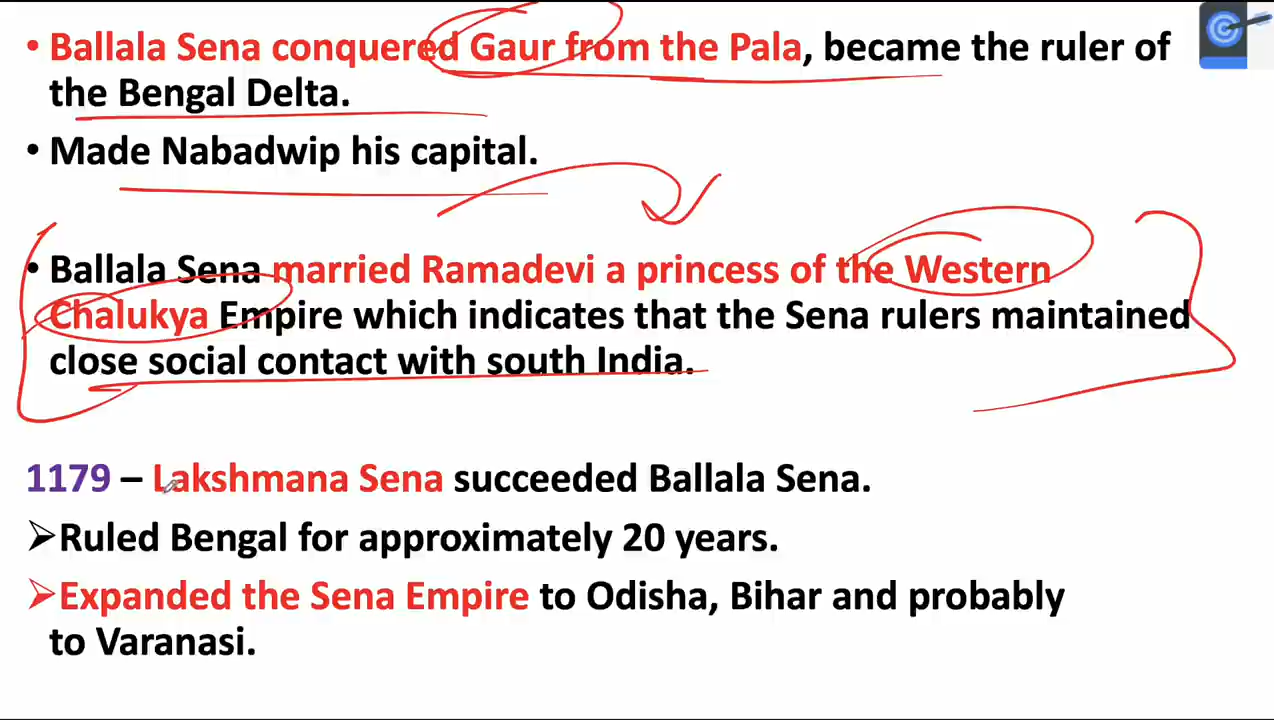 • Ballala Sena conquered Gaur from the Pala, became the ruler of
the Bengal Delta.
• Made Nabadwip his capital.
• Ballala Sena married Ramadevi a princess of the Western
Chalukya Empire which indicates that the Sena rulers maintained
close social contact with south India.
1179 – Lakshmana Sena succeeded Ballala Sena.
➢Ruled Bengal for approximately 20 years.
➢Expanded the Sena Empire to Odisha, Bihar and probably
to Varanasi.